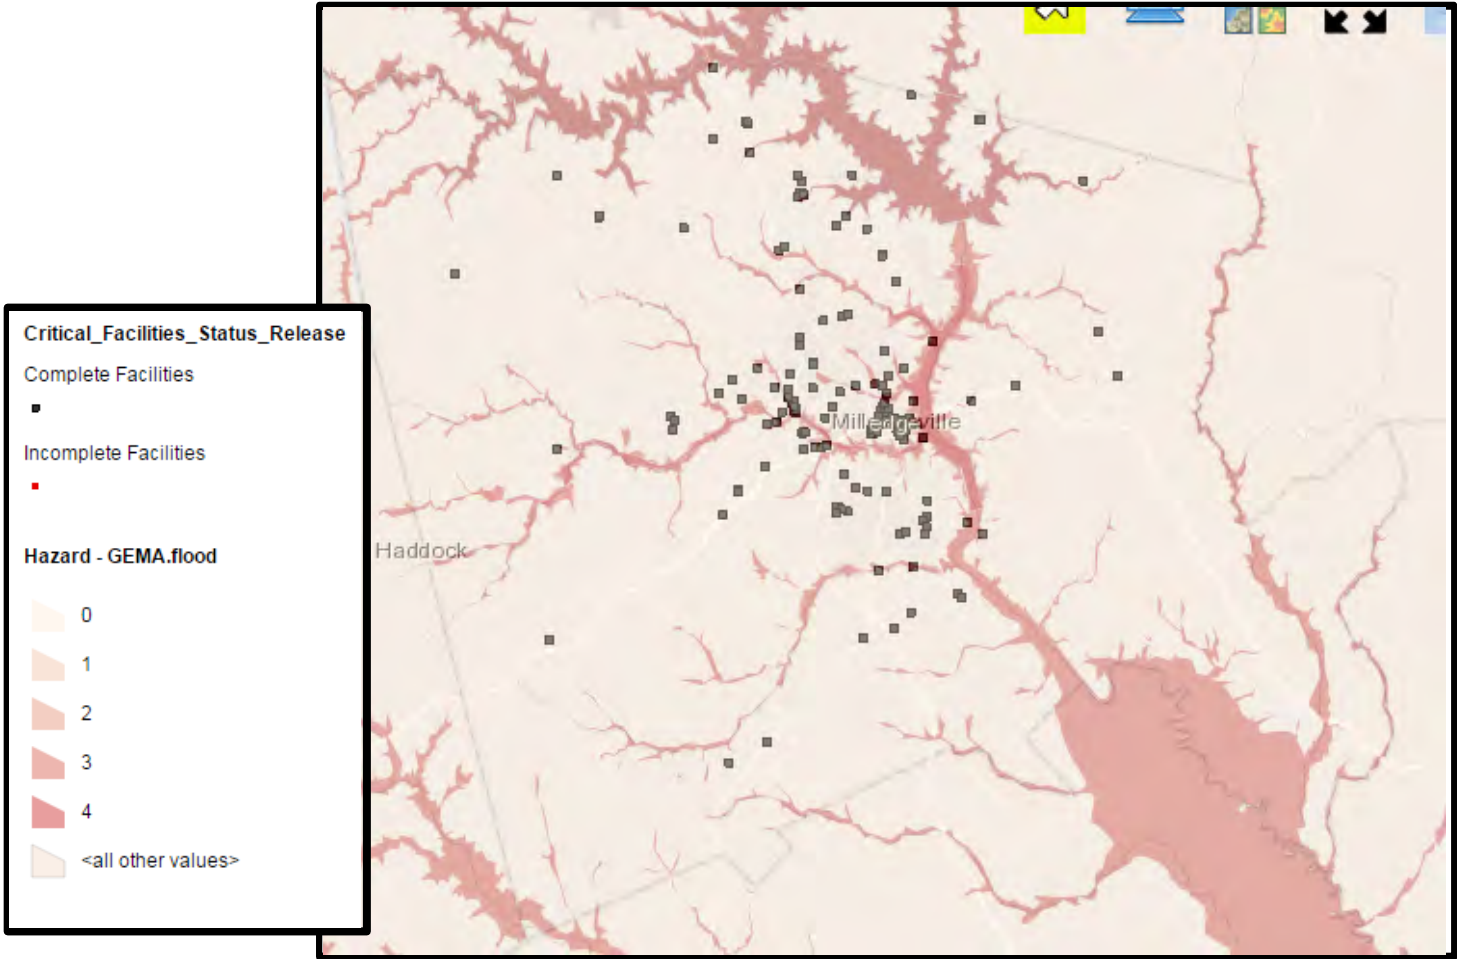 Critical_Facilities_Status_Release
Complete Facilities
Incomplete Facilities
Hazard - GEMA.flood
0
1
2
3
4
<all other values>
Milledgeville
Haddock